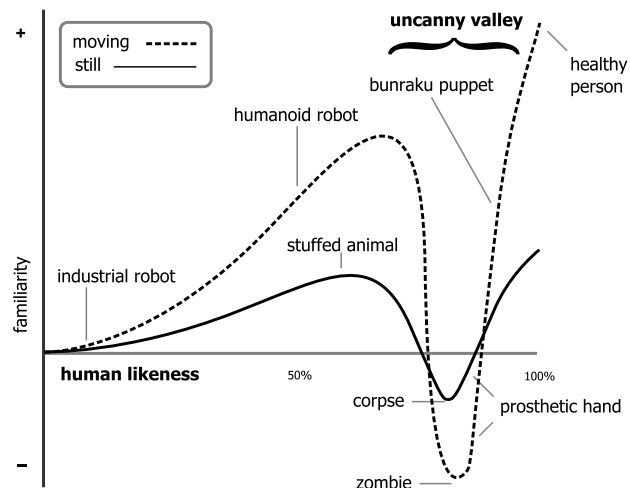 uncanny valley
+
moving
still
healthy
person
bunraku puppet
humanoid robot
stuffed animal
industrial robot
familiarity
human likeness
50%
100%
corpse
prosthetic hand
–
zombie